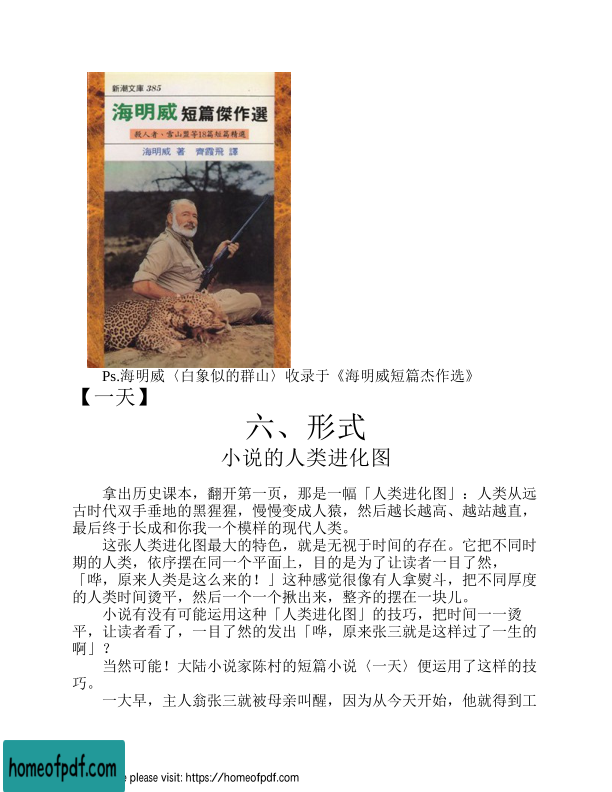 新潮文庫 385
海明威 短篇傑作選
殺人者、雪山盟等18篇短篇精選
海明威 著 齊霞飛 譯
Ps.海明威〈白象似的群山〉收录于《海明威短篇杰作选》
【一天】
六、形式
小说的人类进化图
拿出历史课本，翻开第一页，那是一幅「人类进化图」：人类从远
古时代双手垂地的黑猩猩，慢慢变成人猿，然后越长越高、越站越直，
最后终于长成和你我一个模样的现代人类。
这张人类进化图最大的特色，就是无视于时间的存在。它把不同时
期的人类，依序摆在同一个平面上，目的是为了让读者一目了然，
「哗，原来人类是这么来的！」这种感觉很像有人拿熨斗，把不同厚度
的人类时间烫平，然后一个一个揪出来，整齐的摆在一块儿。
小说有没有可能运用这种「人类进化图」的技巧，把时间一一烫
平，让读者看了，一目了然的发出「哗，原来张三就是这样过了一生的
啊」？
当然可能！大陆小说家陈村的短篇小说〈一天〉便运用了这样的技
巧。
一大早，主人翁张三就被母亲叫醒，因为从今天开始，他就得到工
homeofpdf.com
e please visit: https://homeofpdf.com